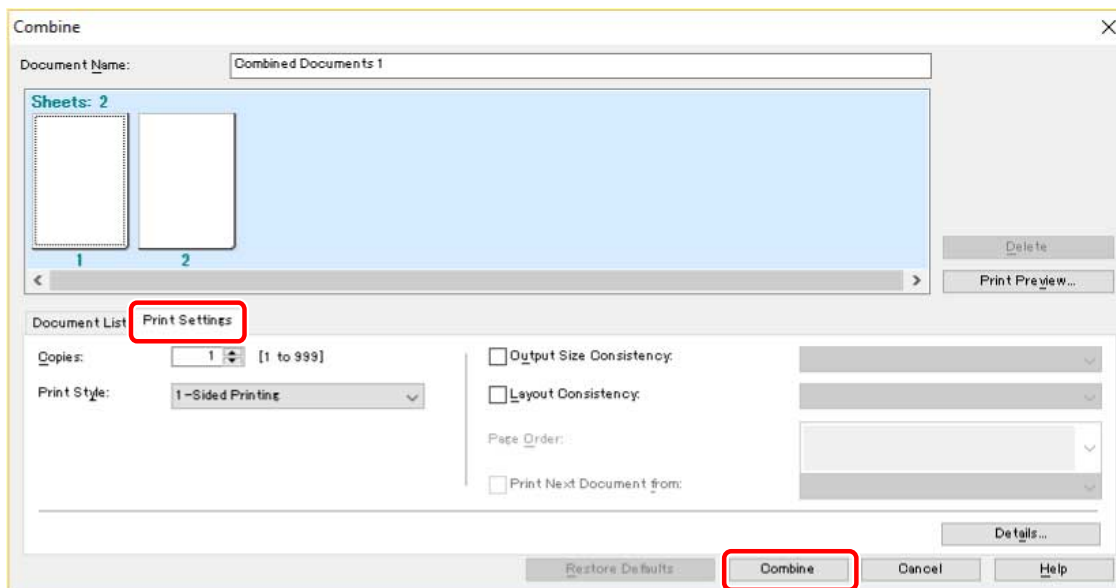 Combine
Document Name: Combined Documents 1
Sheets: 2
1 2
Delete
Print Preview...
Document List Print Settings
Copies: 1 [1 to 999]
Output Size Consistency:
Print Style: 1-Sided Printing
Layout Consistency:
Page Order:
Print Next Document from:
Details...
Restore Defaults Combine Cancel Help